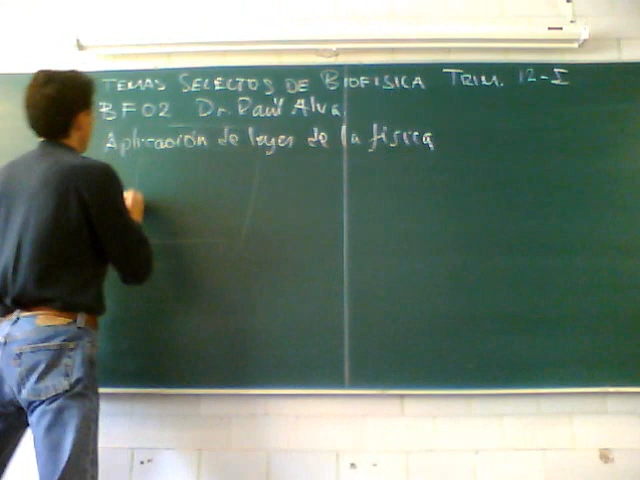 TEMAS SELECTOS DE BIOFISICA TRIM. 12-I
BF02 Dr. Raúl Alva
Aplicación de leyes de la física